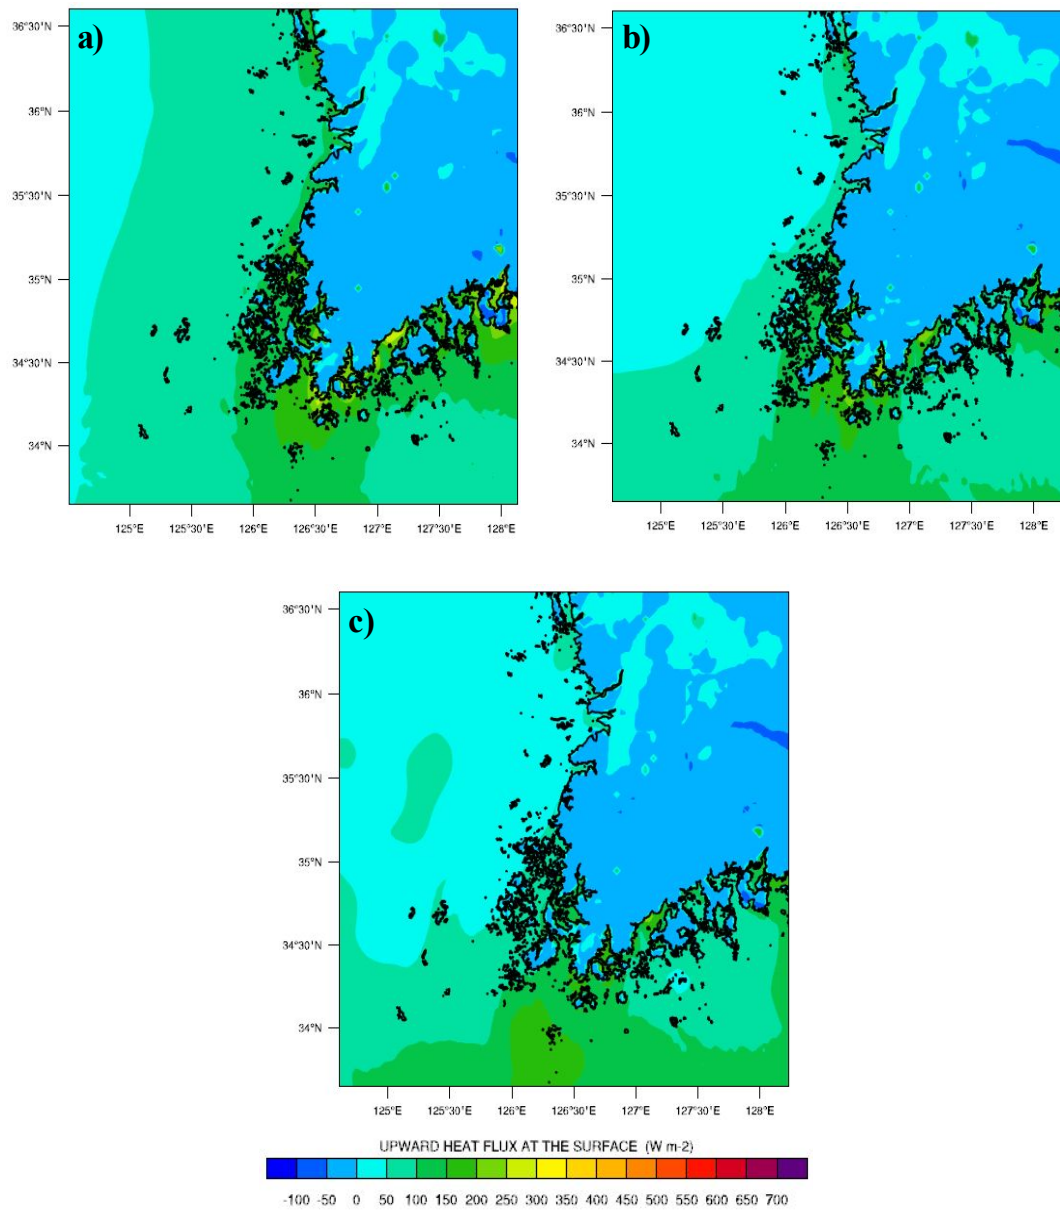 a)
36°30'N
36°N
35°30'N
35°N
34°30'N
34°N
125°E 125°30'E 126°E 126°30'E 127°E 127°30'E 128°E
b)
36°30'N
36°N
35°30'N
35°N
34°30'N
34°N
125°E 125°30'E 126°E 126°30'E 127°E 127°30'E 128°E
c)
36°30'N
36°N
35°30'N
35°N
34°30'N
34°N
125°E 125°30'E 126°E 126°30'E 127°E 127°30'E 128°E
UPWARD HEAT FLUX AT THE SURFACE (W m-2)
-100 -50 0 50 100 150 200 250 300 350 400 450 500 550 600 650 700